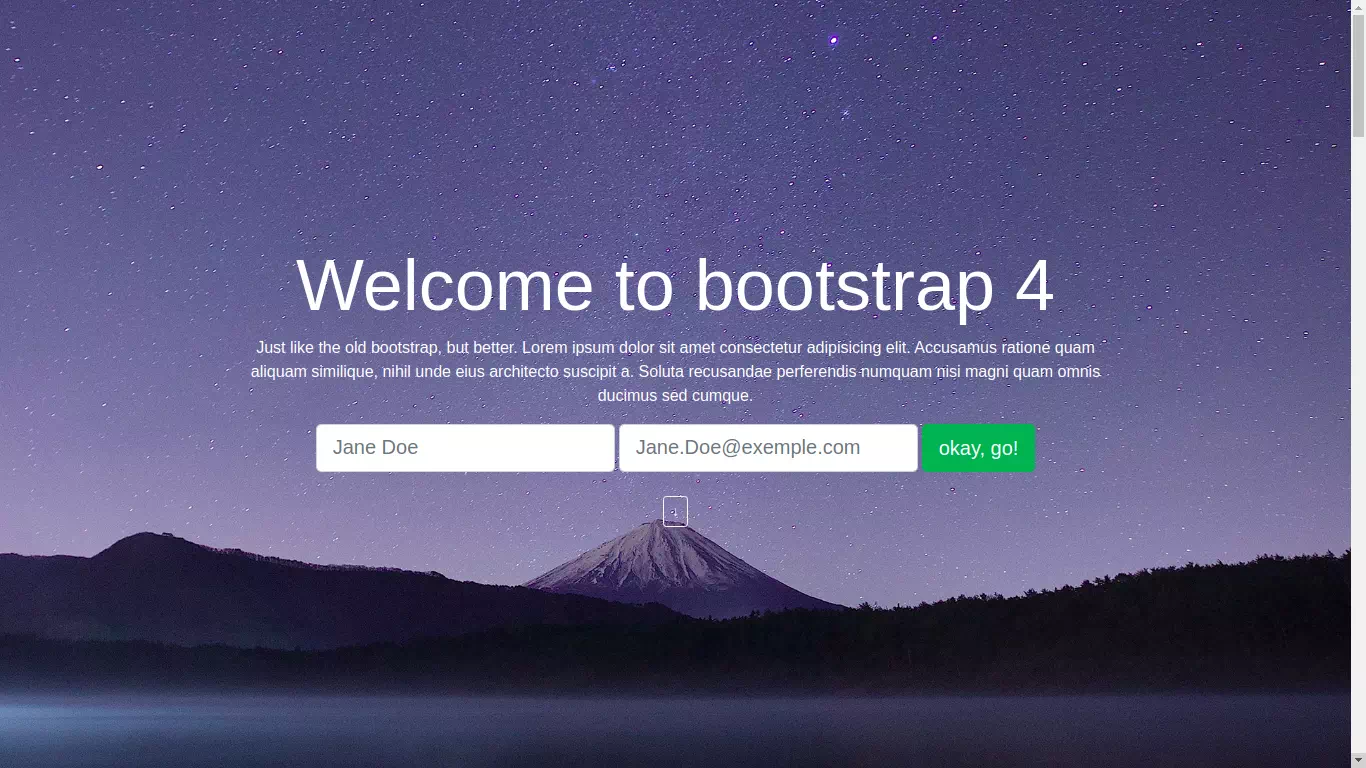 Welcome to bootstrap 4
Just like the old bootstrap, but better. Lorem ipsum dolor sit amet consectetur adipisicing elit. Accusamus ratione quam
aliquam similique, nihil unde eius architecto suscipit a. Soluta recusandae perferendis numquam nisi magni quam omnis
ducimus sed cumque.
Jane Doe Jane.Doe@exemple.com okay, go!